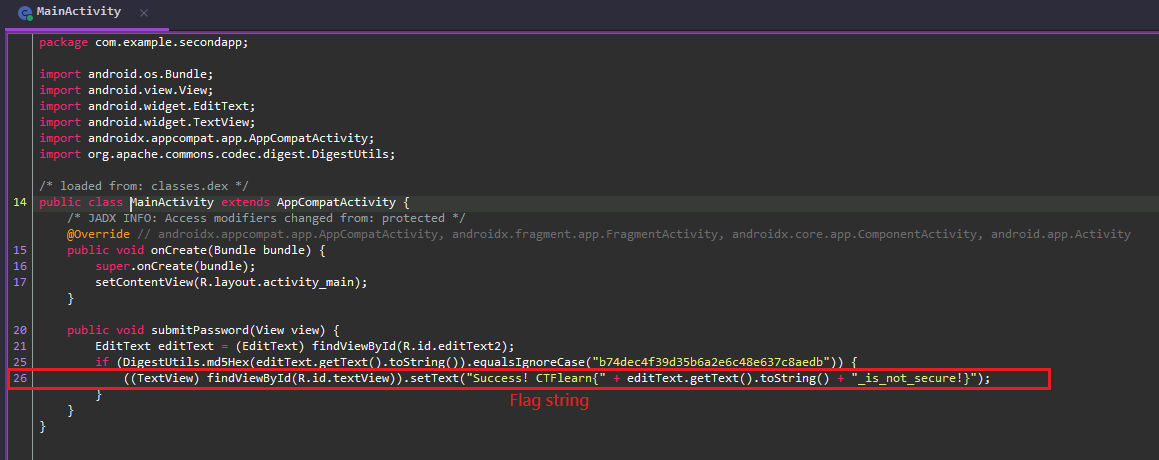 MainActivity
package com.example.secondapp;
import android.os.Bundle;
import android.view.View;
import android.widget.EditText;
import android.widget.TextView;
import androidx.appcompat.app.AppCompatActivity;
import org.apache.commons.codec.digest.DigestUtils;
/* loaded from: classes.dex */
14 public class MainActivity extends AppCompatActivity {
/* JADX INFO: Access modifiers changed from: protected */
@Override // androidx.appcompat.app.AppCompatActivity, androidx.fragment.app.FragmentActivity, androidx.core.app.ComponentActivity, android.app.Activity
15 public void onCreate(Bundle bundle) {
16 super.onCreate(bundle);
17 setContentView(R.layout.activity_main);
}
20 public void submitPassword(View view) {
21 EditText editText = (EditText) findViewById(R.id.editText2);
25 if (DigestUtils.md5Hex(editText.getText().toString()).equalsIgnoreCase("b74dec4f39d35b6a2e6c48e637c8aedb")) {
26 ((TextView) findViewById(R.id.textView)).setText("Success! CTFlearn{" + editText.getText().toString() + "_is_not_secure!}");
Flag string
}
}
}